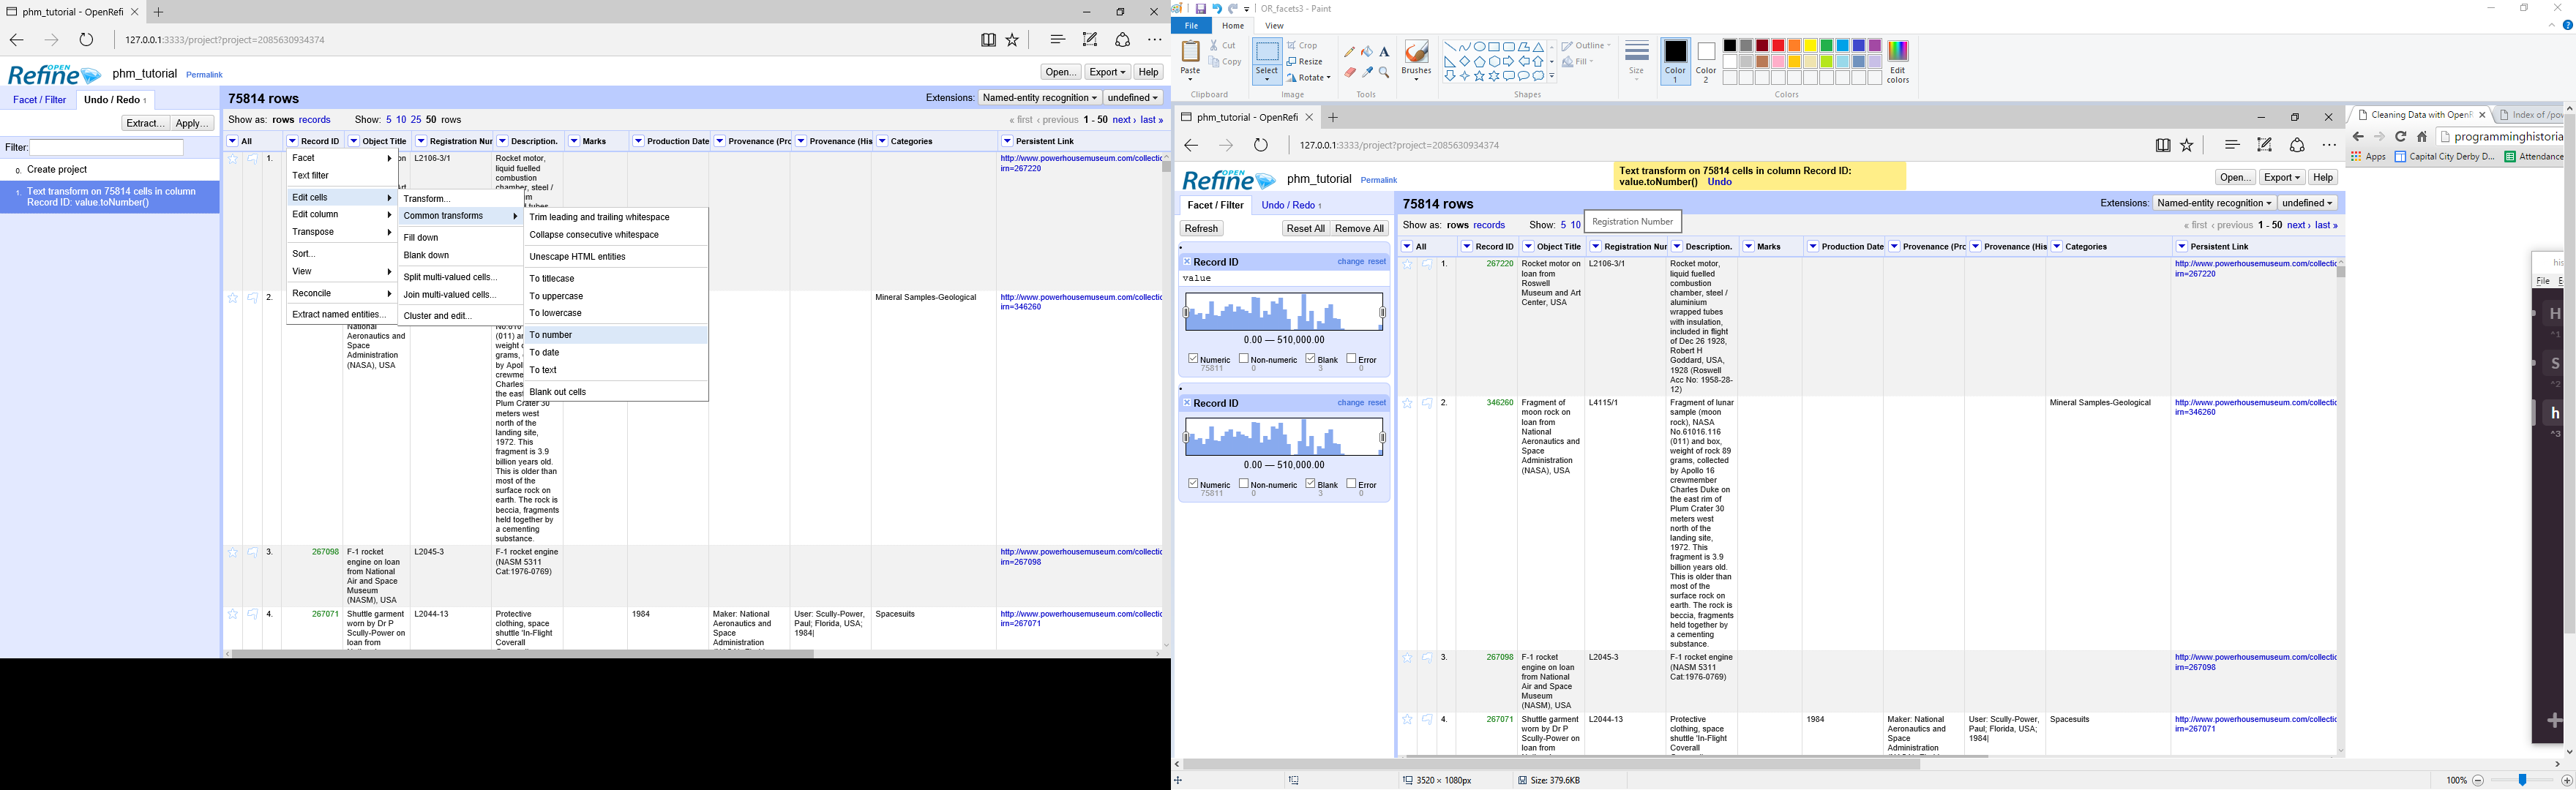 phm_tutorial - OpenRefi
127.0.0.1:3333/project?project=2085630934374
OPEN
Refine
phm_tutorial
Permalink
Open...
Export
Help
Facet / Filter
Undo / Redo 1
75814 rows
Extensions:
Named-entity recognition
undefined
Extract...
Apply...
Show as: rows records
Show: 5 10 25 50 rows
« first ‹ previous 1 - 50 next › last »
Filter:
0. Create project
1. Text transform on 75814 cells in column
Record ID: value.toNumber()
All
Record ID
Object Title
Registration Nur
Description.
Marks
Production Date
Provenance (Prc
Provenance (His
Categories
Persistent Link
Facet
Text filter
Edit cells
Edit column
Transpose
Sort...
View
Reconcile
Extract named entities...
Transform...
Common transforms
Fill down
Blank down
Split multi-valued cells...
Join multi-valued cells...
Cluster and edit...
Trim leading and trailing whitespace
Collapse consecutive whitespace
Unescape HTML entities
To titlecase
To uppercase
To lowercase
To number
To date
To text
Blank out cells
1.
L2106-3/1
Rocket motor,
liquid fuelled
combustion
chamber, steel /
http://www.powerhousemuseum.com/collectic
irn=267220
2.
National
Aeronautics and
Space
Administration
(NASA), USA
Plum Crater 30
meters west
north of the
landing site,
1972. This
fragment is 3.9
billion years old.
This is older than
most of the
surface rock on
earth. The rock is
beccia, fragments
held together by
a cementing
substance.
Mineral Samples-Geological
http://www.powerhousemuseum.com/collectic
irn=346260
3.
267098
F-1 rocket
engine on loan
from National
Air and Space
Museum
(NASM), USA
L2045-3
F-1 rocket engine
(NASM 5311
Cat:1976-0769)
http://www.powerhousemuseum.com/collectic
irn=267098
4.
267071
Shuttle garment
worn by Dr P
Scully-Power on
loan from
L2044-13
Protective
clothing, space
shuttle 'In-Flight
Coverall
1984
Maker: National
Aeronautics and
Space
Administration
User: Scully-Power,
Paul; Florida, USA;
1984|
Spacesuits
http://www.powerhousemuseum.com/collectic
irn=267071
OR_facets3 - Paint
File
Home
View
Paste
Cut
Copy
Clipboard
Select
Crop
Resize
Rotate
Image
Tools
Brushes
Shapes
Outline
Fill
Size
Color
1
Color
2
Edit
colors
Colors
phm_tutorial - OpenRefi
127.0.0.1:3333/project?project=2085630934374
OPEN
Refine
phm_tutorial
Permalink
Text transform on 75814 cells in column Record ID:
value.toNumber() Undo
Open...
Export
Help
Facet / Filter
Undo / Redo 1
75814 rows
Extensions:
Named-entity recognition
undefined
Refresh
Reset All
Remove All
Show as: rows records
Show: 5 10
Registration Number
« first ‹ previous 1 - 50 next › last »
Record ID
change reset
value
0.00 — 510,000.00
Numeric
75811
Non-numeric
0
Blank
3
Error
0
Record ID
change reset
0.00 — 510,000.00
Numeric
75811
Non-numeric
0
Blank
3
Error
0
All
Record ID
Object Title
Registration Nur
Description.
Marks
Production Date
Provenance (Prc
Provenance (His
Categories
Persistent Link
1.
267220
Rocket motor on
loan from
Roswell
Museum and Art
Center, USA
L2106-3/1
Rocket motor,
liquid fuelled
combustion
chamber, steel /
aluminium
wrapped tubes
with insulation,
included in flight
of Dec 26 1928,
Robert H
Goddard, USA,
1928 (Roswell
Acc No: 1958-28-
12)
http://www.powerhousemuseum.com/collectic
irn=267220
2.
346260
Fragment of
moon rock on
loan from
National
Aeronautics and
Space
Administration
(NASA), USA
L4115/1
Fragment of lunar
sample (moon
rock), NASA
No.61016.116
(011) and box,
weight of rock 89
grams, collected
by Apollo 16
crewmember
Charles Duke on
the east rim of
Plum Crater 30
meters west
north of the
landing site,
1972. This
fragment is 3.9
billion years old.
This is older than
most of the
surface rock on
earth. The rock is
beccia, fragments
held together by
a cementing
substance.
Mineral Samples-Geological
http://www.powerhousemuseum.com/collectic
irn=346260
3.
267098
F-1 rocket
engine on loan
from National
Air and Space
Museum
(NASM), USA
L2045-3
F-1 rocket engine
(NASM 5311
Cat:1976-0769)
http://www.powerhousemuseum.com/collectic
irn=267098
4.
267071
Shuttle garment
worn by Dr P
Scully-Power on
loan from
L2044-13
Protective
clothing, space
shuttle 'In-Flight
Coverall
1984
Maker: National
Aeronautics and
Space
Administration
User: Scully-Power,
Paul; Florida, USA;
1984|
Spacesuits
http://www.powerhousemuseum.com/collectic
irn=267071
Cleaning Data with OpenR
Index of /pov
programminghistoria
Apps
Capital City Derby D...
Attendance
his
File
H
^1
S
^2
h
^3
3520 × 1080px
Size: 379.6KB
100%